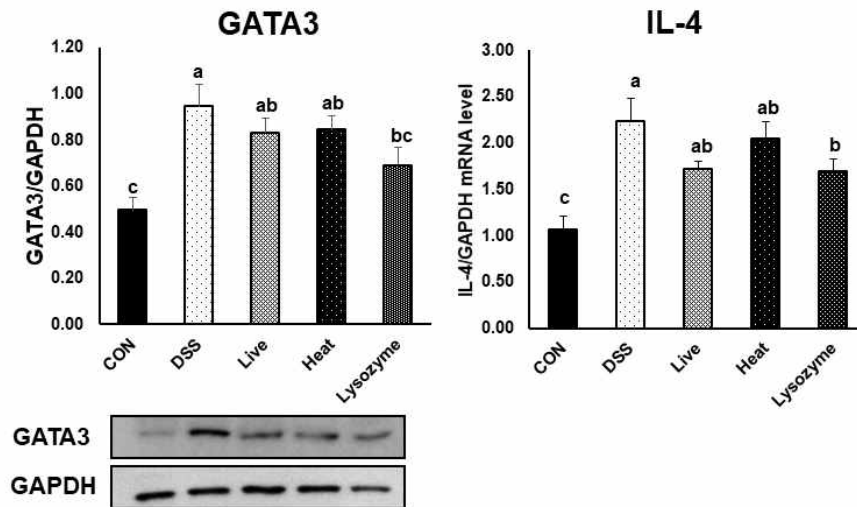 GATA3
GATA3/GAPDH
1.20
1.00
0.80
0.60
0.40
0.20
0.00
c
a
ab
ab
bc
CON
DSS
Live
Heat
Lysozyme
IL-4
IL-4/GAPDH mRNA level
3.00
2.50
2.00
1.50
1.00
0.50
0.00
c
a
ab
ab
b
CON
DSS
Live
Heat
Lysozyme
GATA3
GAPDH